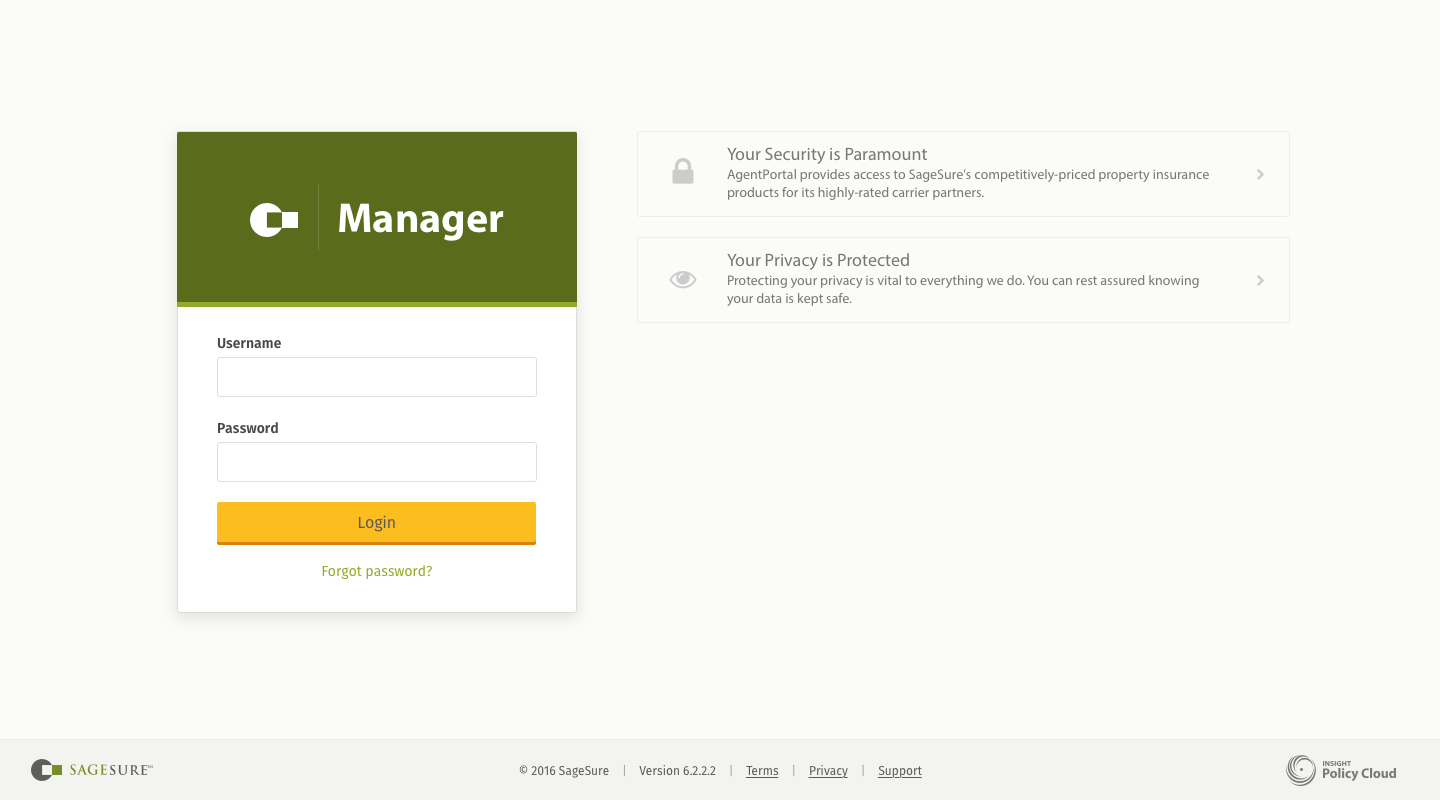 Manager
Username
Password
Login
Forgot password?
Your Security is Paramount
AgentPortal provides access to SageSure's competitively-priced property insurance
products for its highly-rated carrier partners.
Your Privacy is Protected
Protecting your privacy is vital to everything we do. You can rest assured knowing
your data is kept safe.
SAGESURE™
© 2016 SageSure | Version 6.2.2.2 | Terms | Privacy | Support
INSIGHT
Policy Cloud